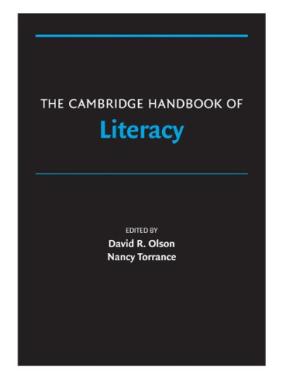 THE CAMBRIDGE HANDBOOK OF
Literacy
EDITED BY
David R. Olson
Nancy Torrance